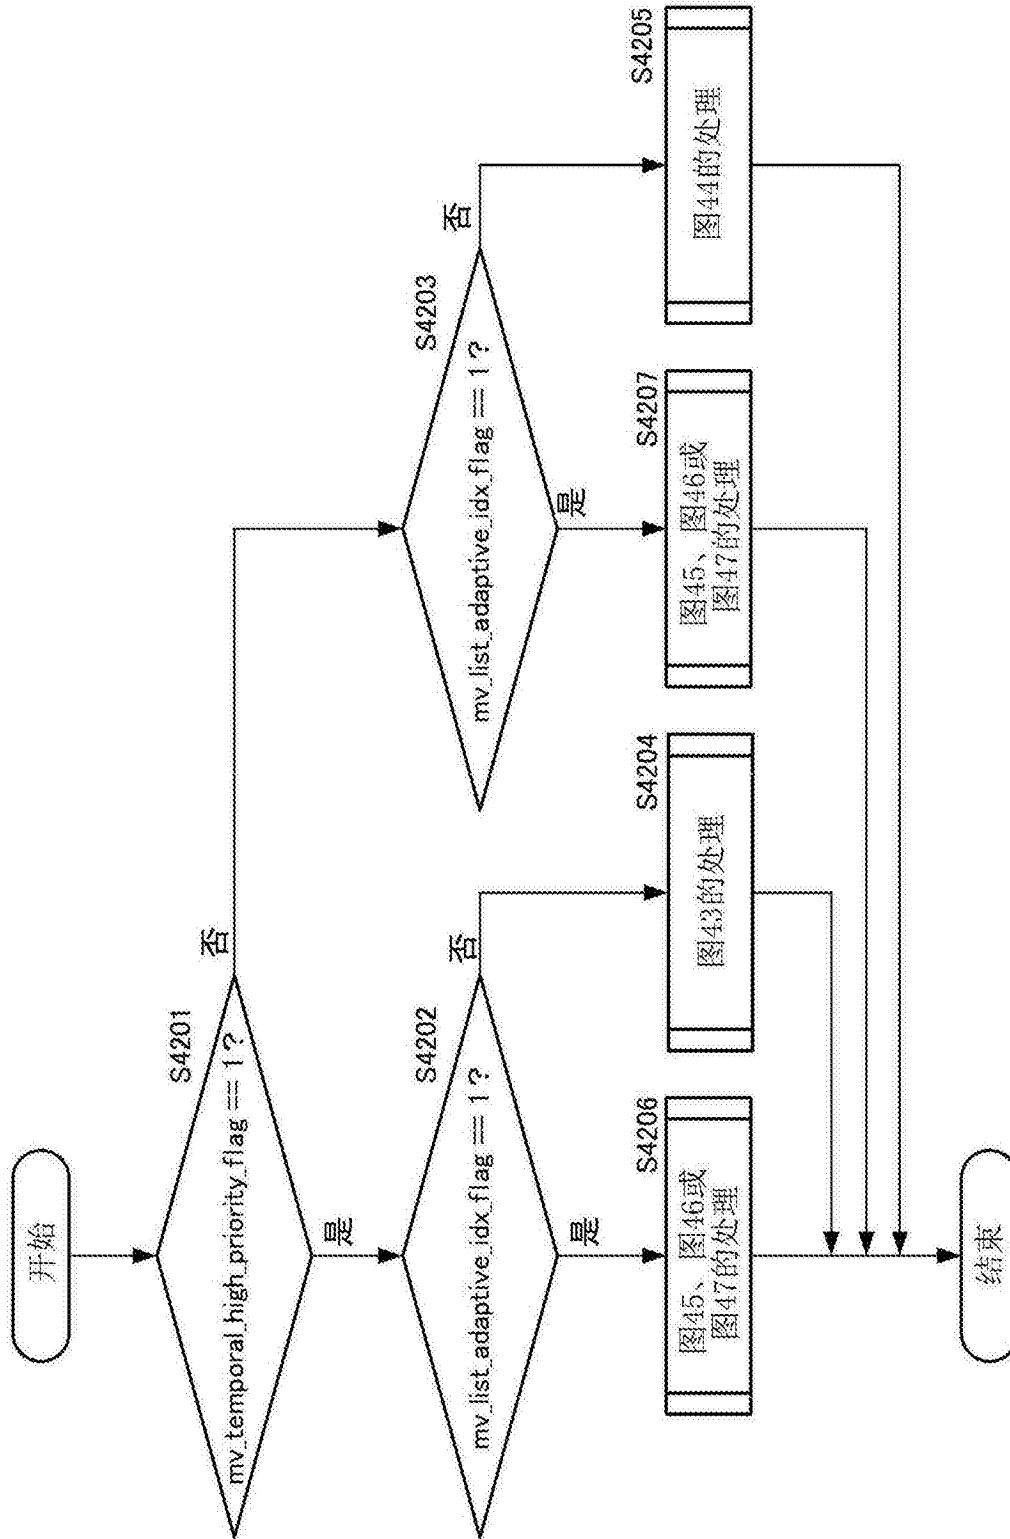 开始
S4201
mv_temporal_high_priority_flag == 1?
否
是
S4202
mv_list_adaptive_idx_flag == 1?
否
是
S4203
mv_list_adaptive_idx_flag == 1?
否
是
S4206
图45、图46或
图47的处理
S4204
图43的处理
S4207
图45、图46或
图47的处理
S4205
图44的处理
结束